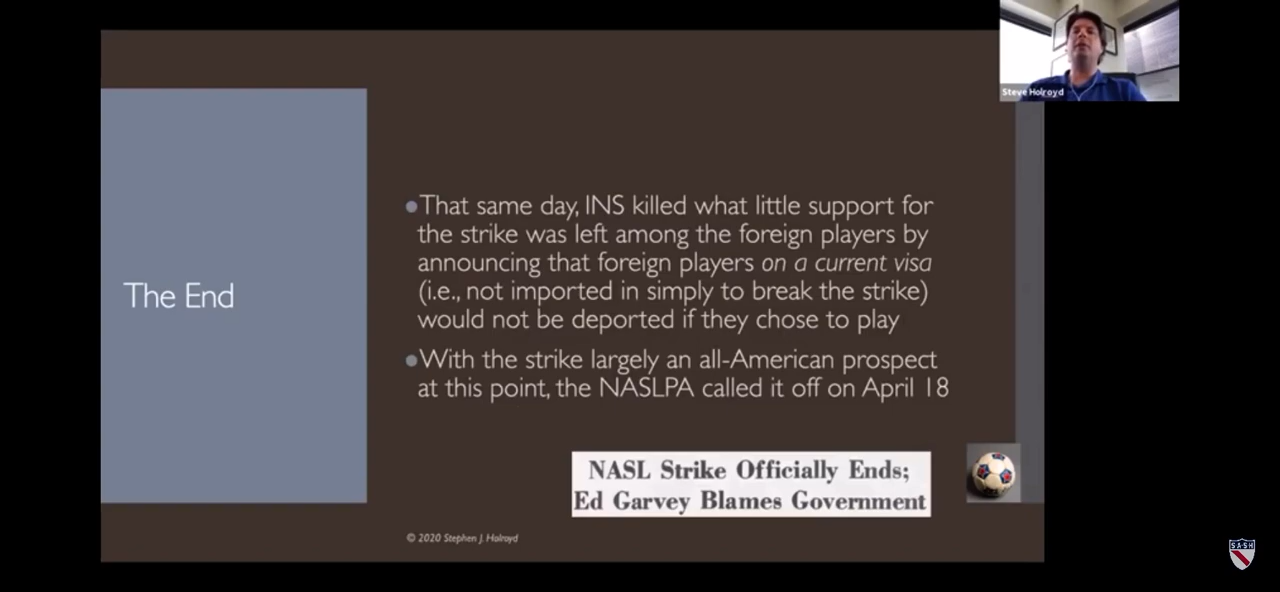 Steve Holroyd
The End
●That same day, INS killed what little support for
the strike was left among the foreign players by
announcing that foreign players on a current visa
(i.e., not imported in simply to break the strike)
would not be deported if they chose to play
●With the strike largely an all-American prospect
at this point, the NASLPA called it off on April 18
NASL Strike Officially Ends;
Ed Garvey Blames Government
© 2020 Stephen J. Holroyd
SASH